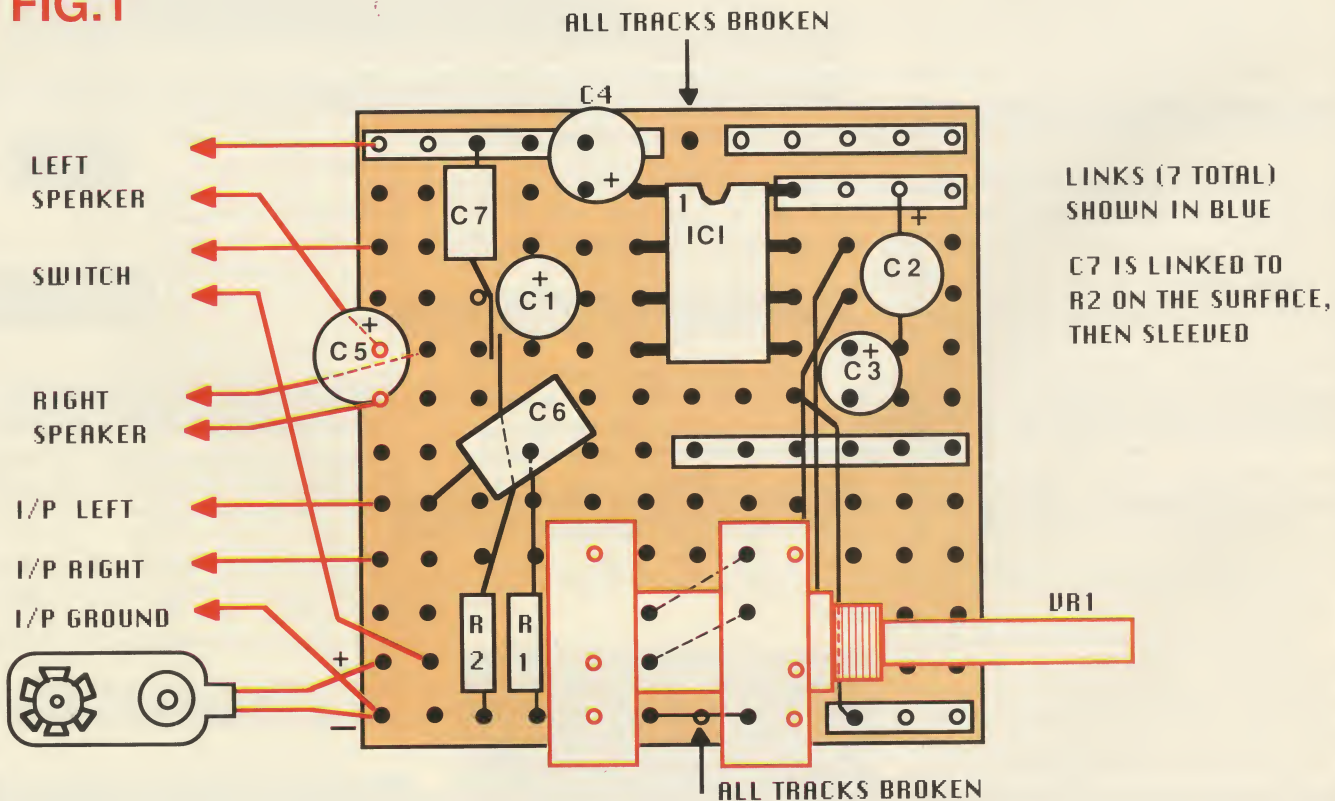 FIG.1
ALL TRACKS BROKEN
C4
+
LEFT
SPEAKER
C7
1
IC1
LINKS (7 TOTAL)
SHOWN IN BLUE
+
SWITCH
+
C1
C2
C7 IS LINKED TO
R2 ON THE SURFACE,
THEN SLEEVED
+
C5
+
C3
RIGHT
SPEAKER
C6
I/P LEFT
I/P RIGHT
I/P GROUND
R
2
R
1
VR1
+
−
ALL TRACKS BROKEN